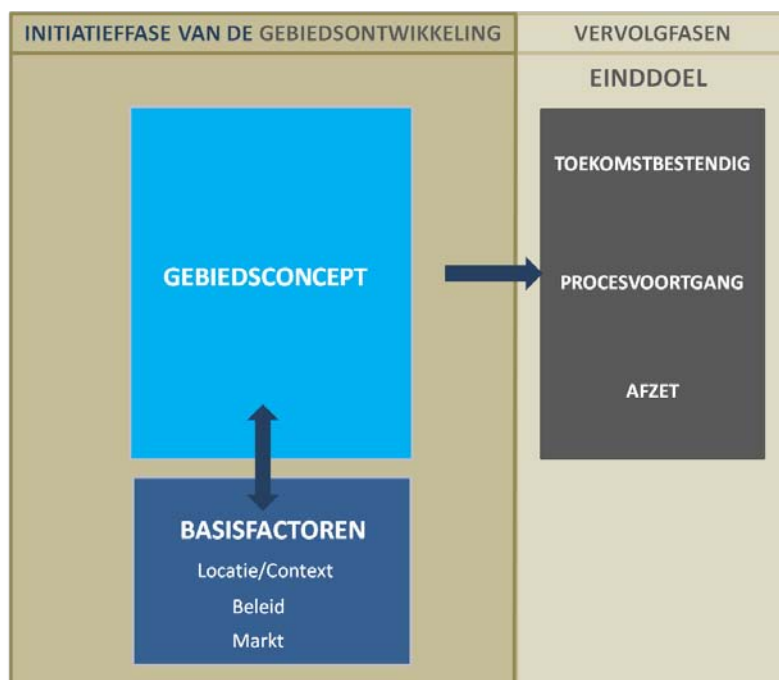 INITIATIEFFASE VAN DE GEBIEDSONTWIKKELING
VERVOLGFASEN
EINDDOEL
TOEKOMSTBESTENDIG
GEBIEDSCONCEPT
PROCESVOORTGANG
AFZET
BASISFACTOREN
Locatie/Context
Beleid
Markt